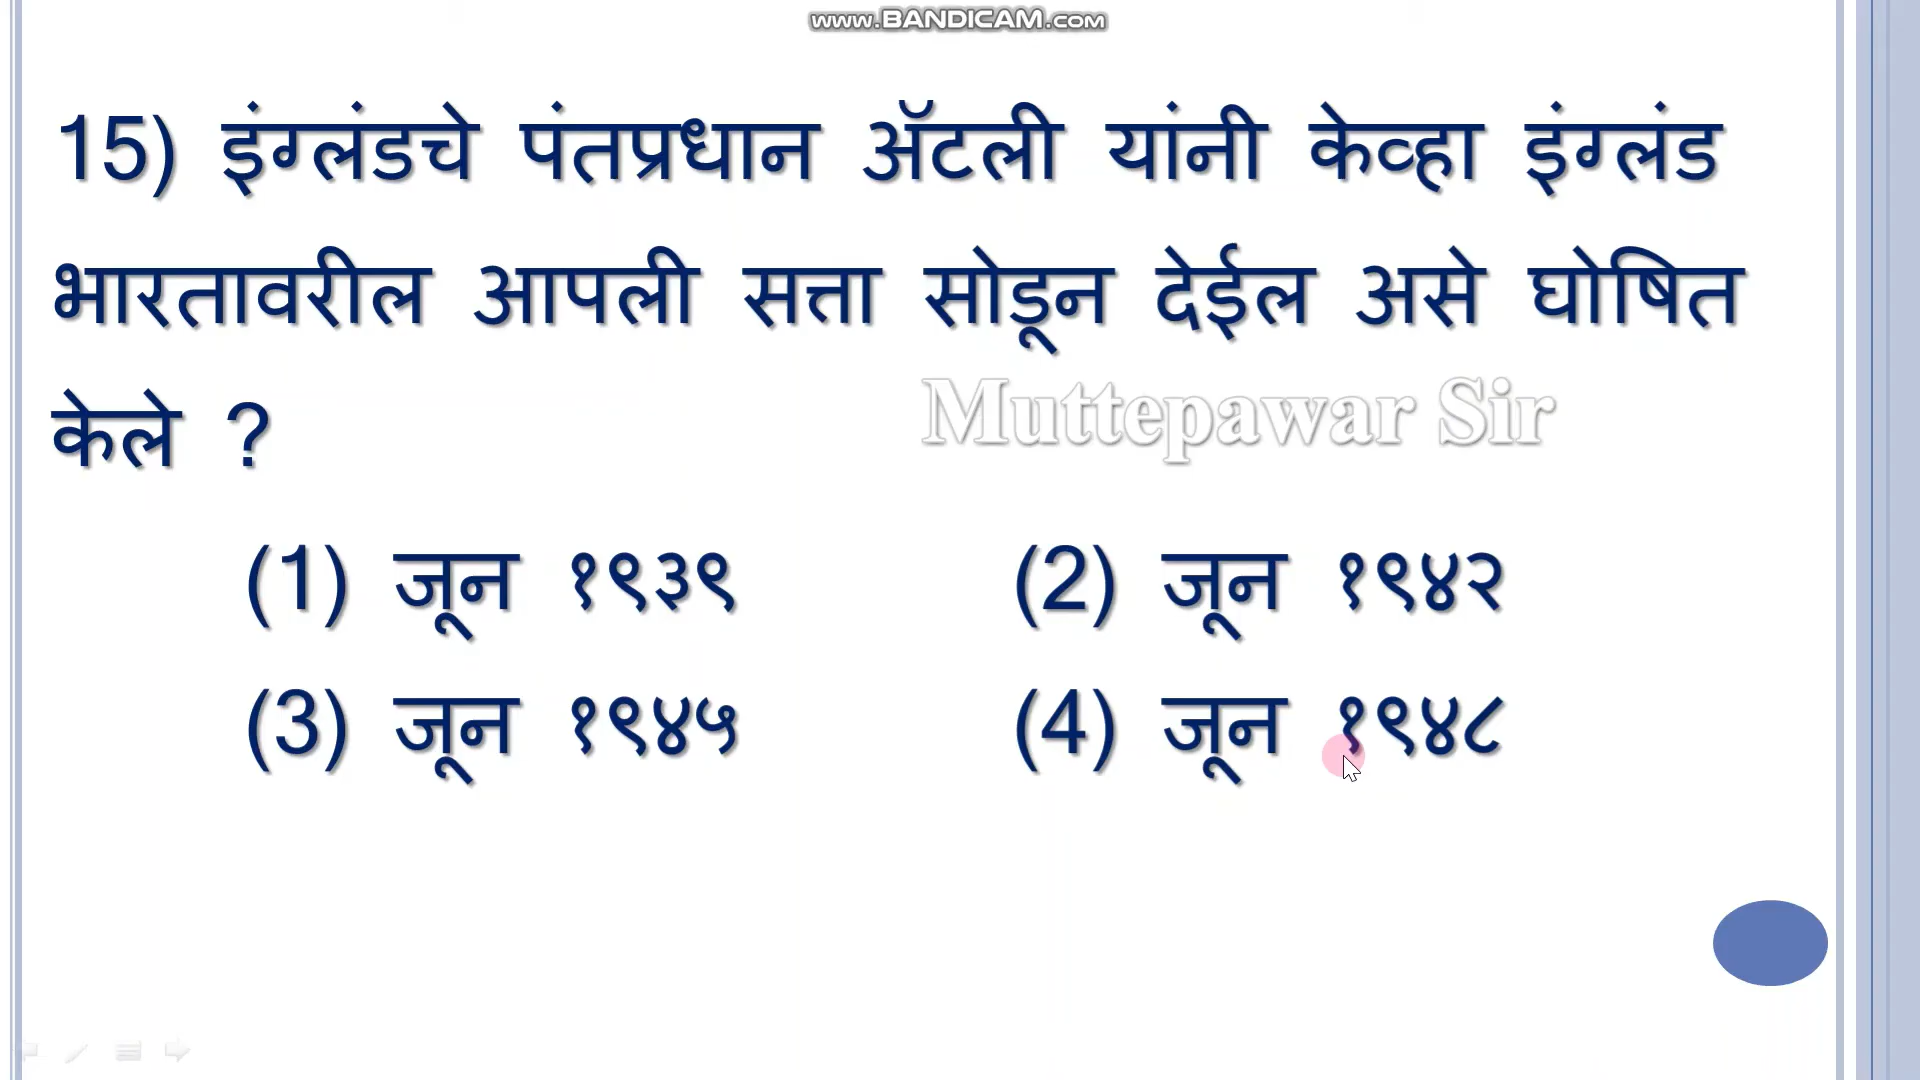 www.BANDICAM.com
15) इंग्लंडचे पंतप्रधान ॲटली यांनी केव्हा इंग्लंड
भारतावरील आपली सत्ता सोडून देईल असे घोषित
केले ?
Muttepawar Sir
(1) जून १९३९ (2) जून १९४२
(3) जून १९४५ (4) जून १९४८